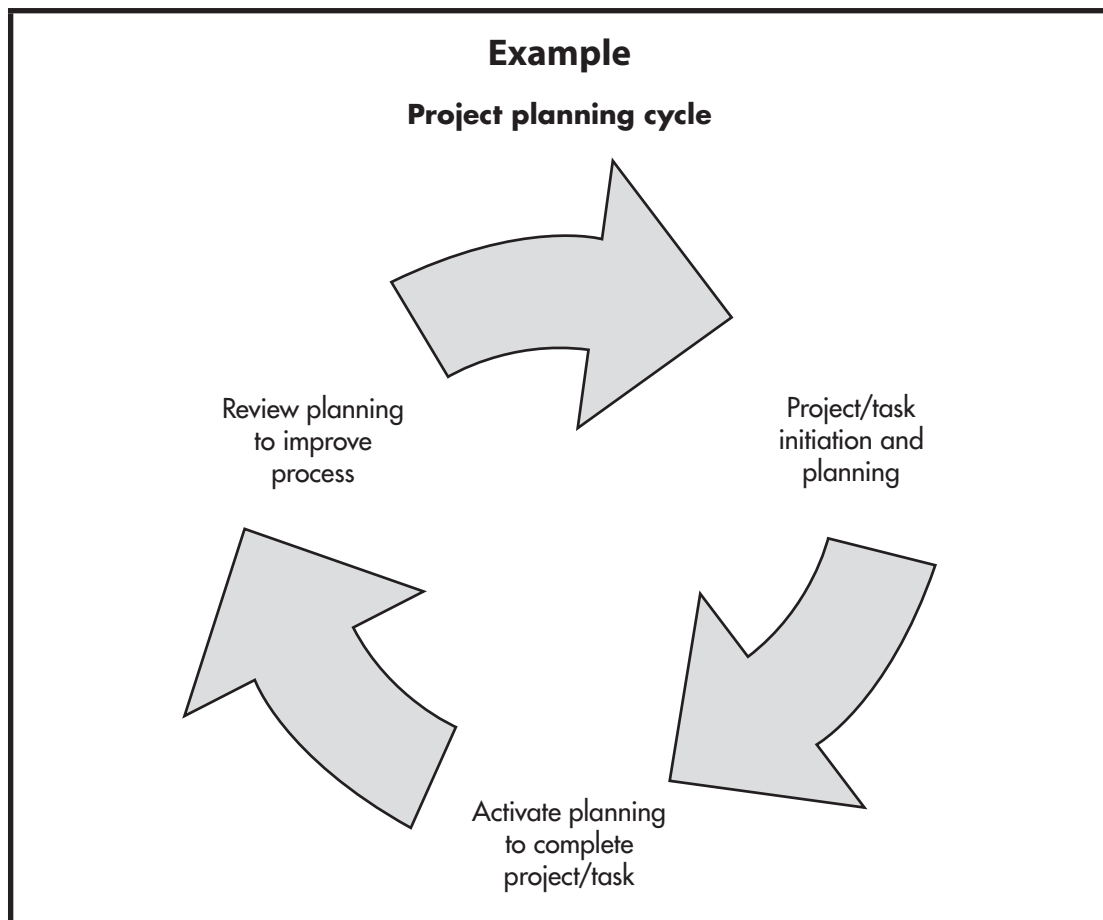 Example
Project planning cycle
Review planning
to improve
process
Project/task
initiation and
planning
Activate planning
to complete
project/task